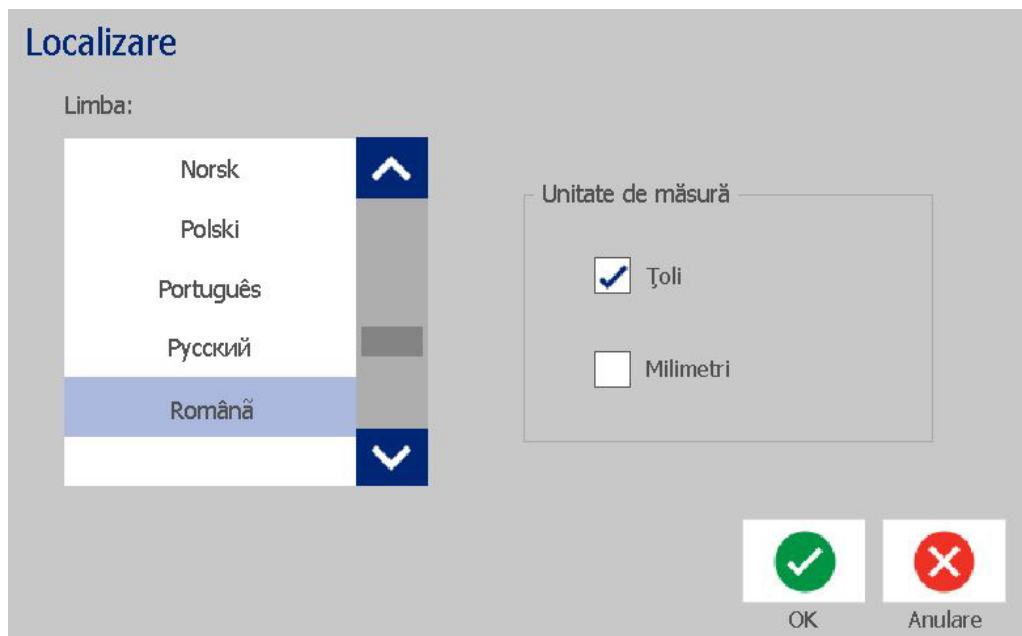 Localizare
Limba:
Norsk
Polski
Português
Русский
Românã
Unitate de măsură
Ţoli
Milimetri
OK
Anulare